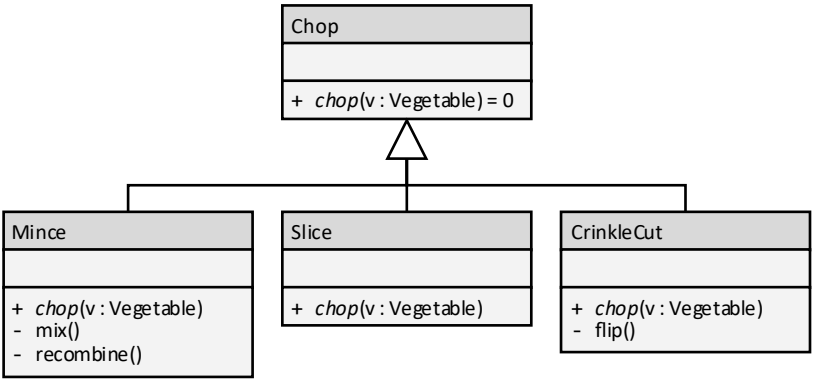 Chop
+ chop(v : Vegetable) = 0
Mince
+ chop(v : Vegetable)
- mix()
- recombine()
Slice
+ chop(v : Vegetable)
CrinkleCut
+ chop(v : Vegetable)
- flip()